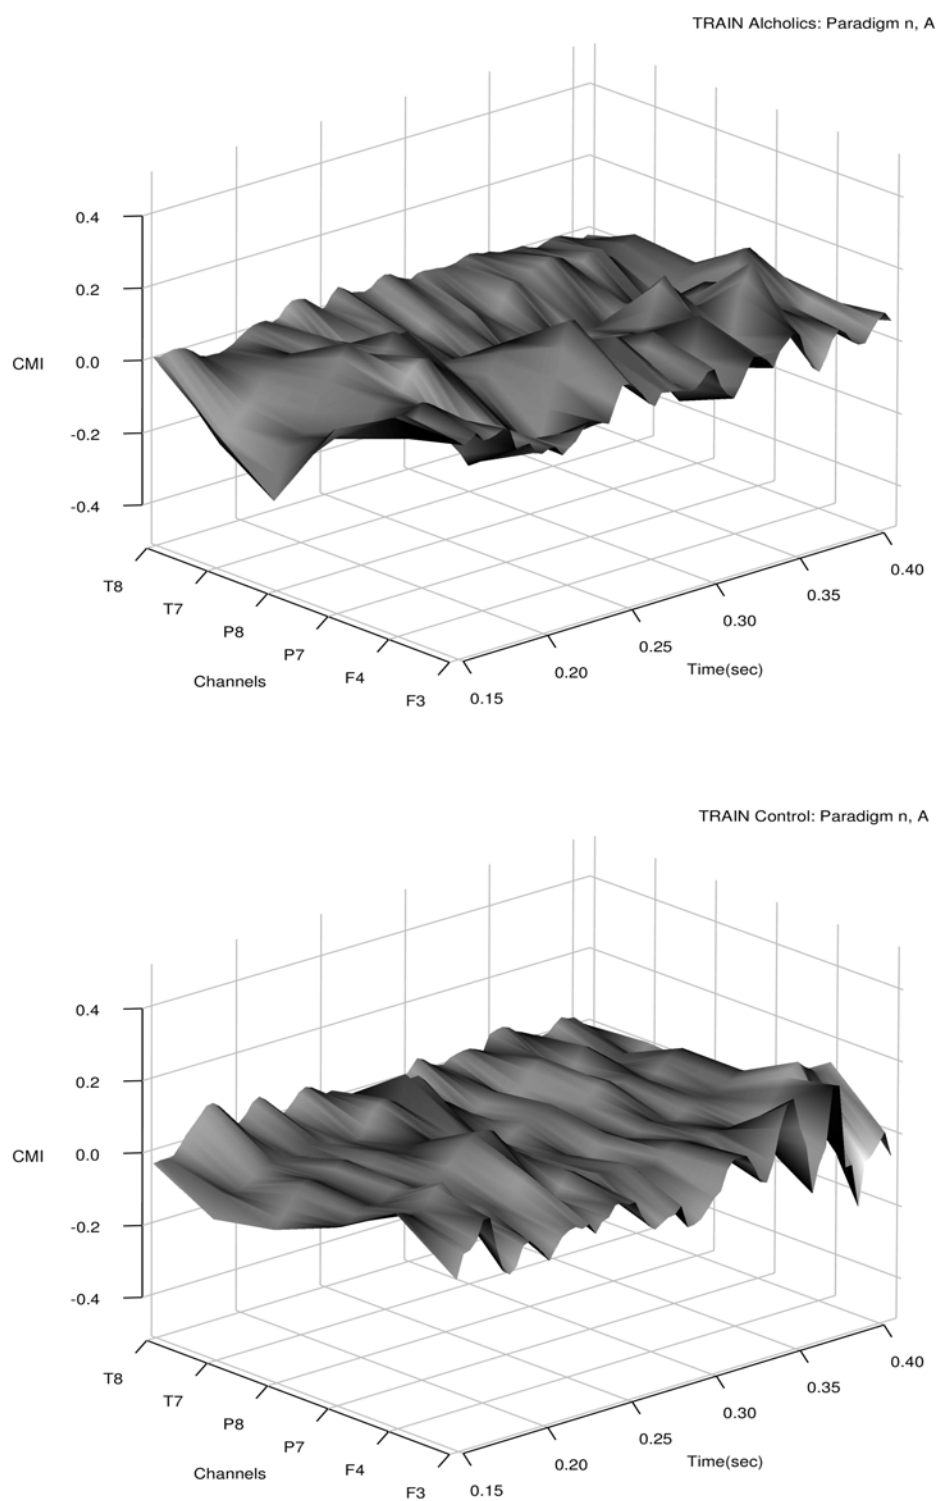 TRAIN Alcholics: Paradigm n, A
0.4
0.2
CMI
0.0
-0.2
-0.4
T8
T7
P8
P7
F4
F3
Channels
0.15
0.20
0.25
0.30
0.35
0.40
Time(sec)
TRAIN Control: Paradigm n, A
0.4
0.2
CMI
0.0
-0.2
-0.4
T8
T7
P8
P7
F4
F3
Channels
0.15
0.20
0.25
0.30
0.35
0.40
Time(sec)